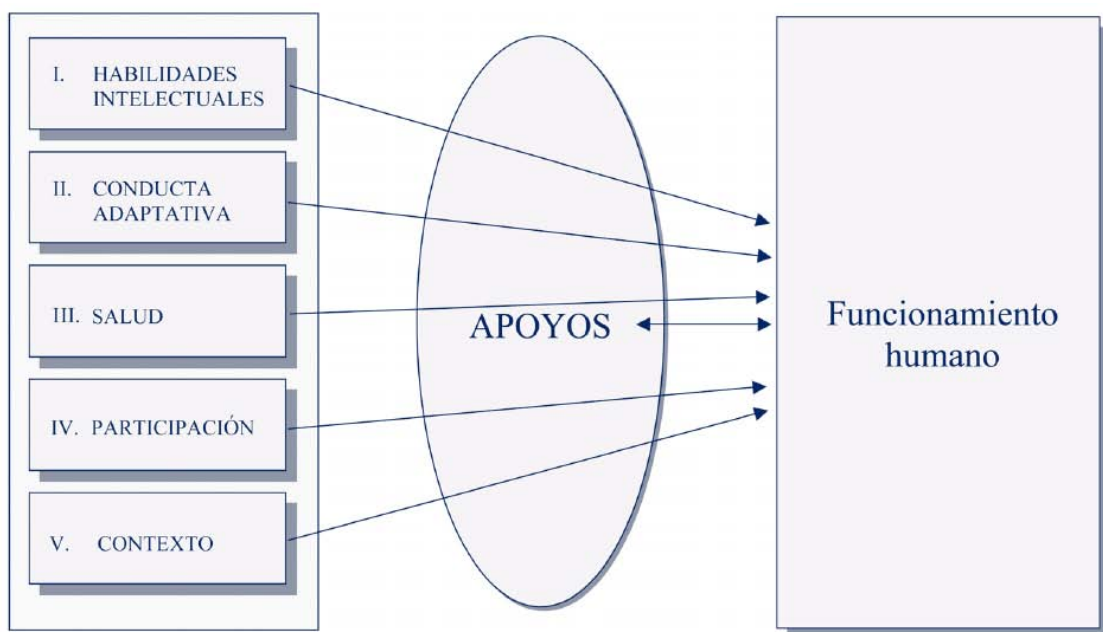 I. HABILIDADES
INTELECTUALES
II. CONDUCTA
ADAPTATIVA
III. SALUD
IV. PARTICIPACIÓN
V. CONTEXTO
APOYOS
Funcionamiento
humano